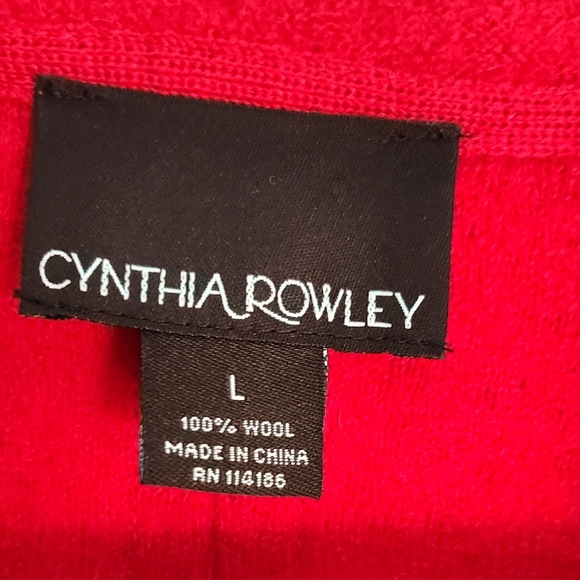 CYNTHIA ROWLEY
L
100% WOOL
MADE IN CHINA
RN 114186